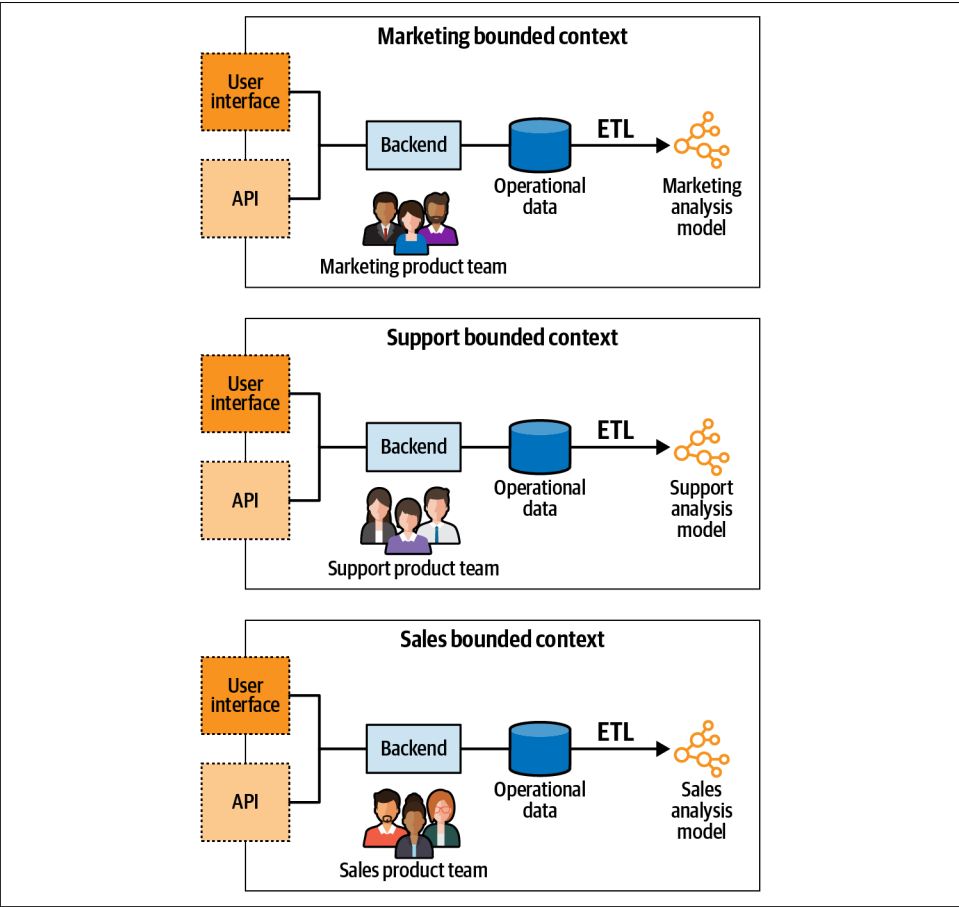 Marketing bounded context
User
interface
API
Backend
ETL
Operational
data
Marketing
analysis
model
Marketing product team
Support bounded context
User
interface
API
Backend
ETL
Operational
data
Support
analysis
model
Support product team
Sales bounded context
User
interface
API
Backend
ETL
Operational
data
Sales
analysis
model
Sales product team